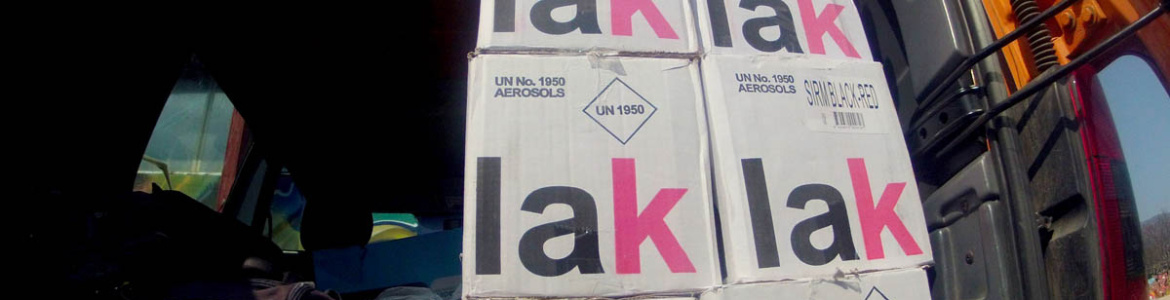 lak
lak
UN No. 1950
AEROSOLS
UN 1950
lak
UN No. 1950
AEROSOLS
SIRM BLACK-RED
lak